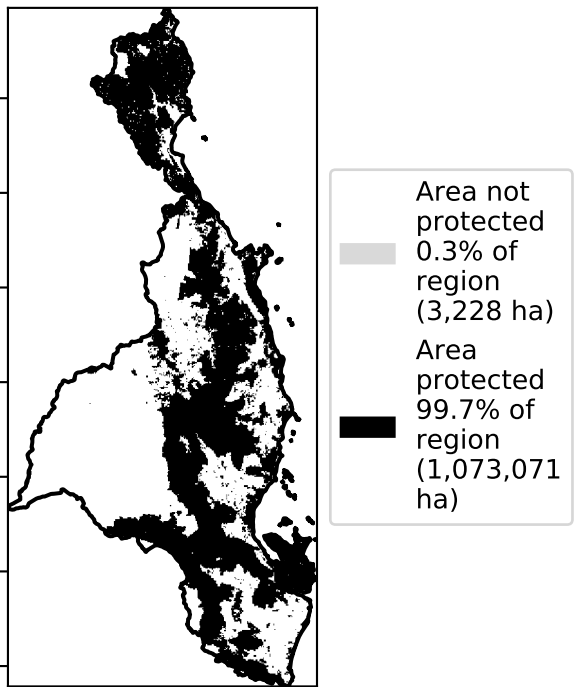 Area not
protected
0.3% of
region
(3,228 ha)
Area
protected
99.7% of
region
(1,073,071
ha)